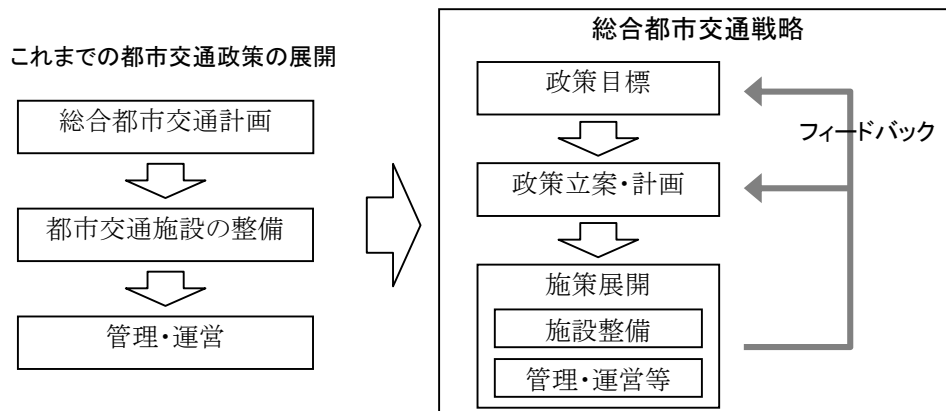 これまでの都市交通政策の展開
総合都市交通計画
都市交通施設の整備
管理・運営
総合都市交通戦略
政策目標
フィードバック
政策立案・計画
施策展開
施設整備
管理・運営等